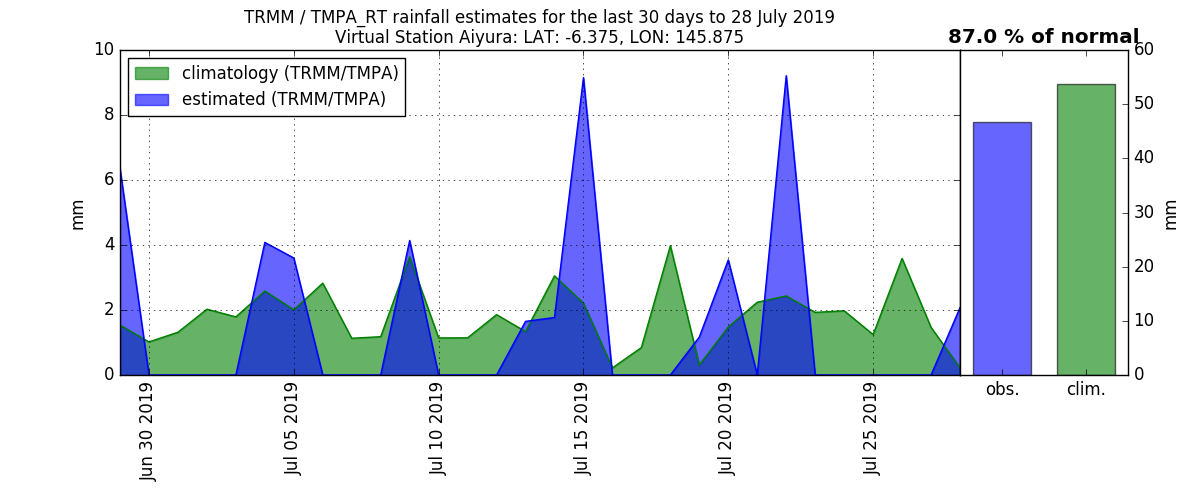 TRMM / TMPA_RT rainfall estimates for the last 30 days to 28 July 2019
Virtual Station Aiyura: LAT: -6.375, LON: 145.875
87.0 % of normal
climatology (TRMM/TMPA)
estimated (TRMM/TMPA)
10
8
6
4
2
0
mm
Jun 30 2019
Jul 05 2019
Jul 10 2019
Jul 15 2019
Jul 20 2019
Jul 25 2019
obs.
clim.
60
50
40
30
20
10
0
mm